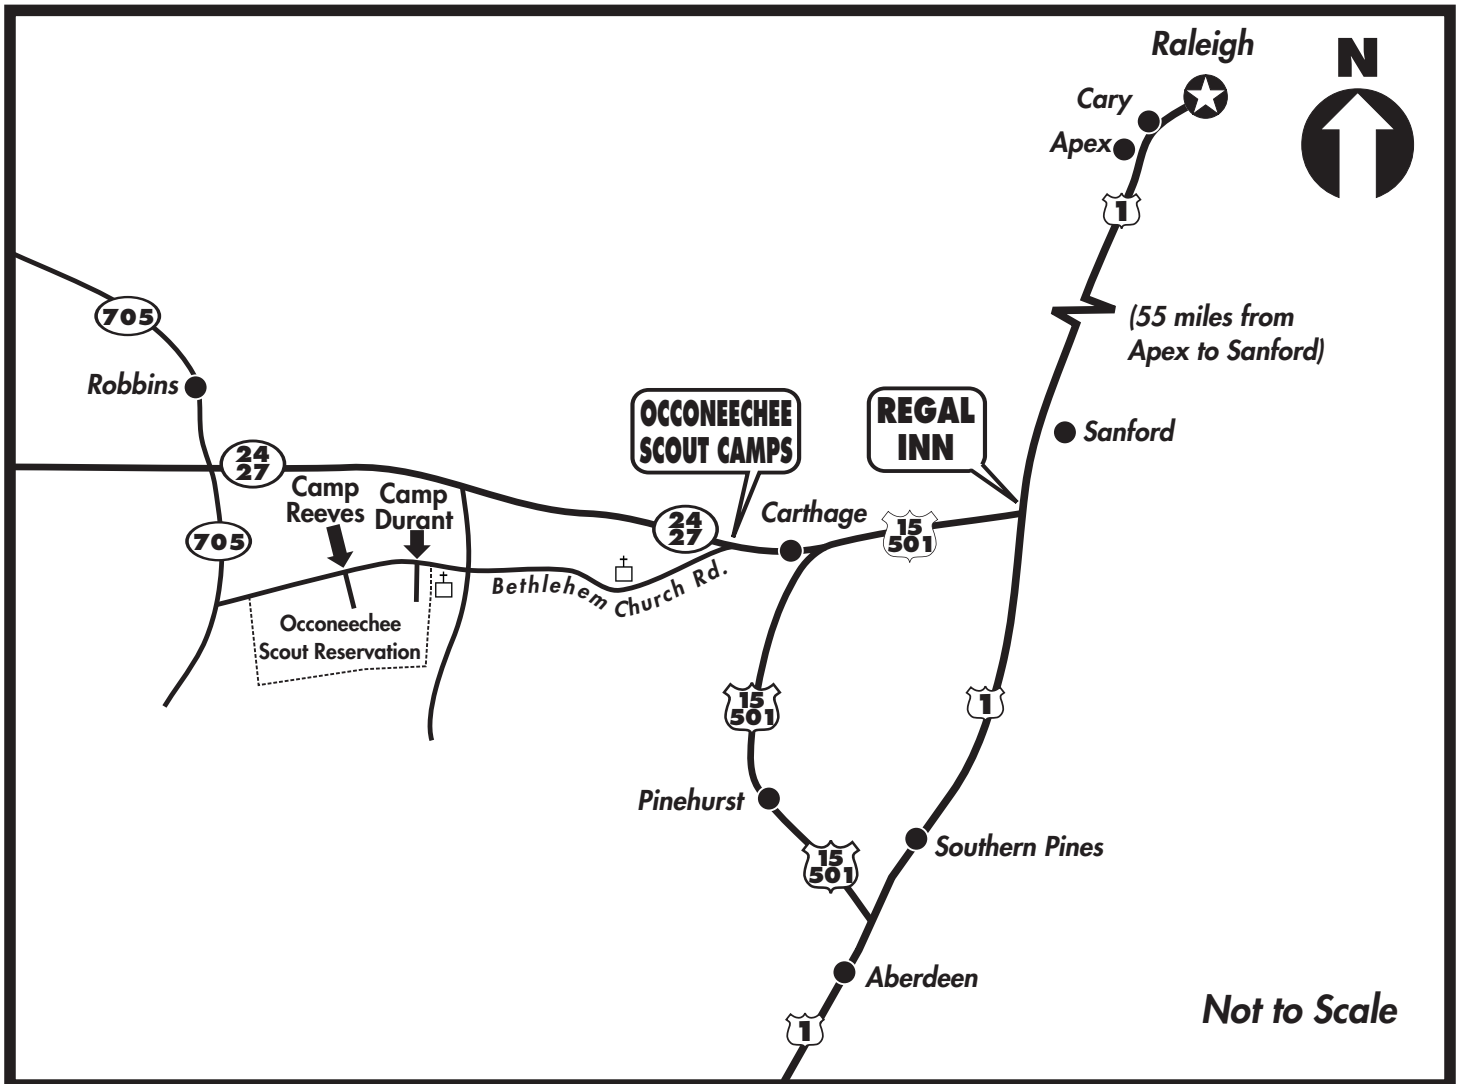 Raleigh
N
Cary
Apex
1
705
(55 miles from
Apex to Sanford)
Robbins
OCCONEECHEE
SCOUT CAMPS
REGAL
INN
Sanford
24
27
Camp
Reeves
Camp
Durant
24
27
Carthage
15
501
705
Bethlehem Church Rd.
Occoneechee
Scout Reservation
15
501
1
Pinehurst
Southern Pines
15
501
Aberdeen
Not to Scale
1